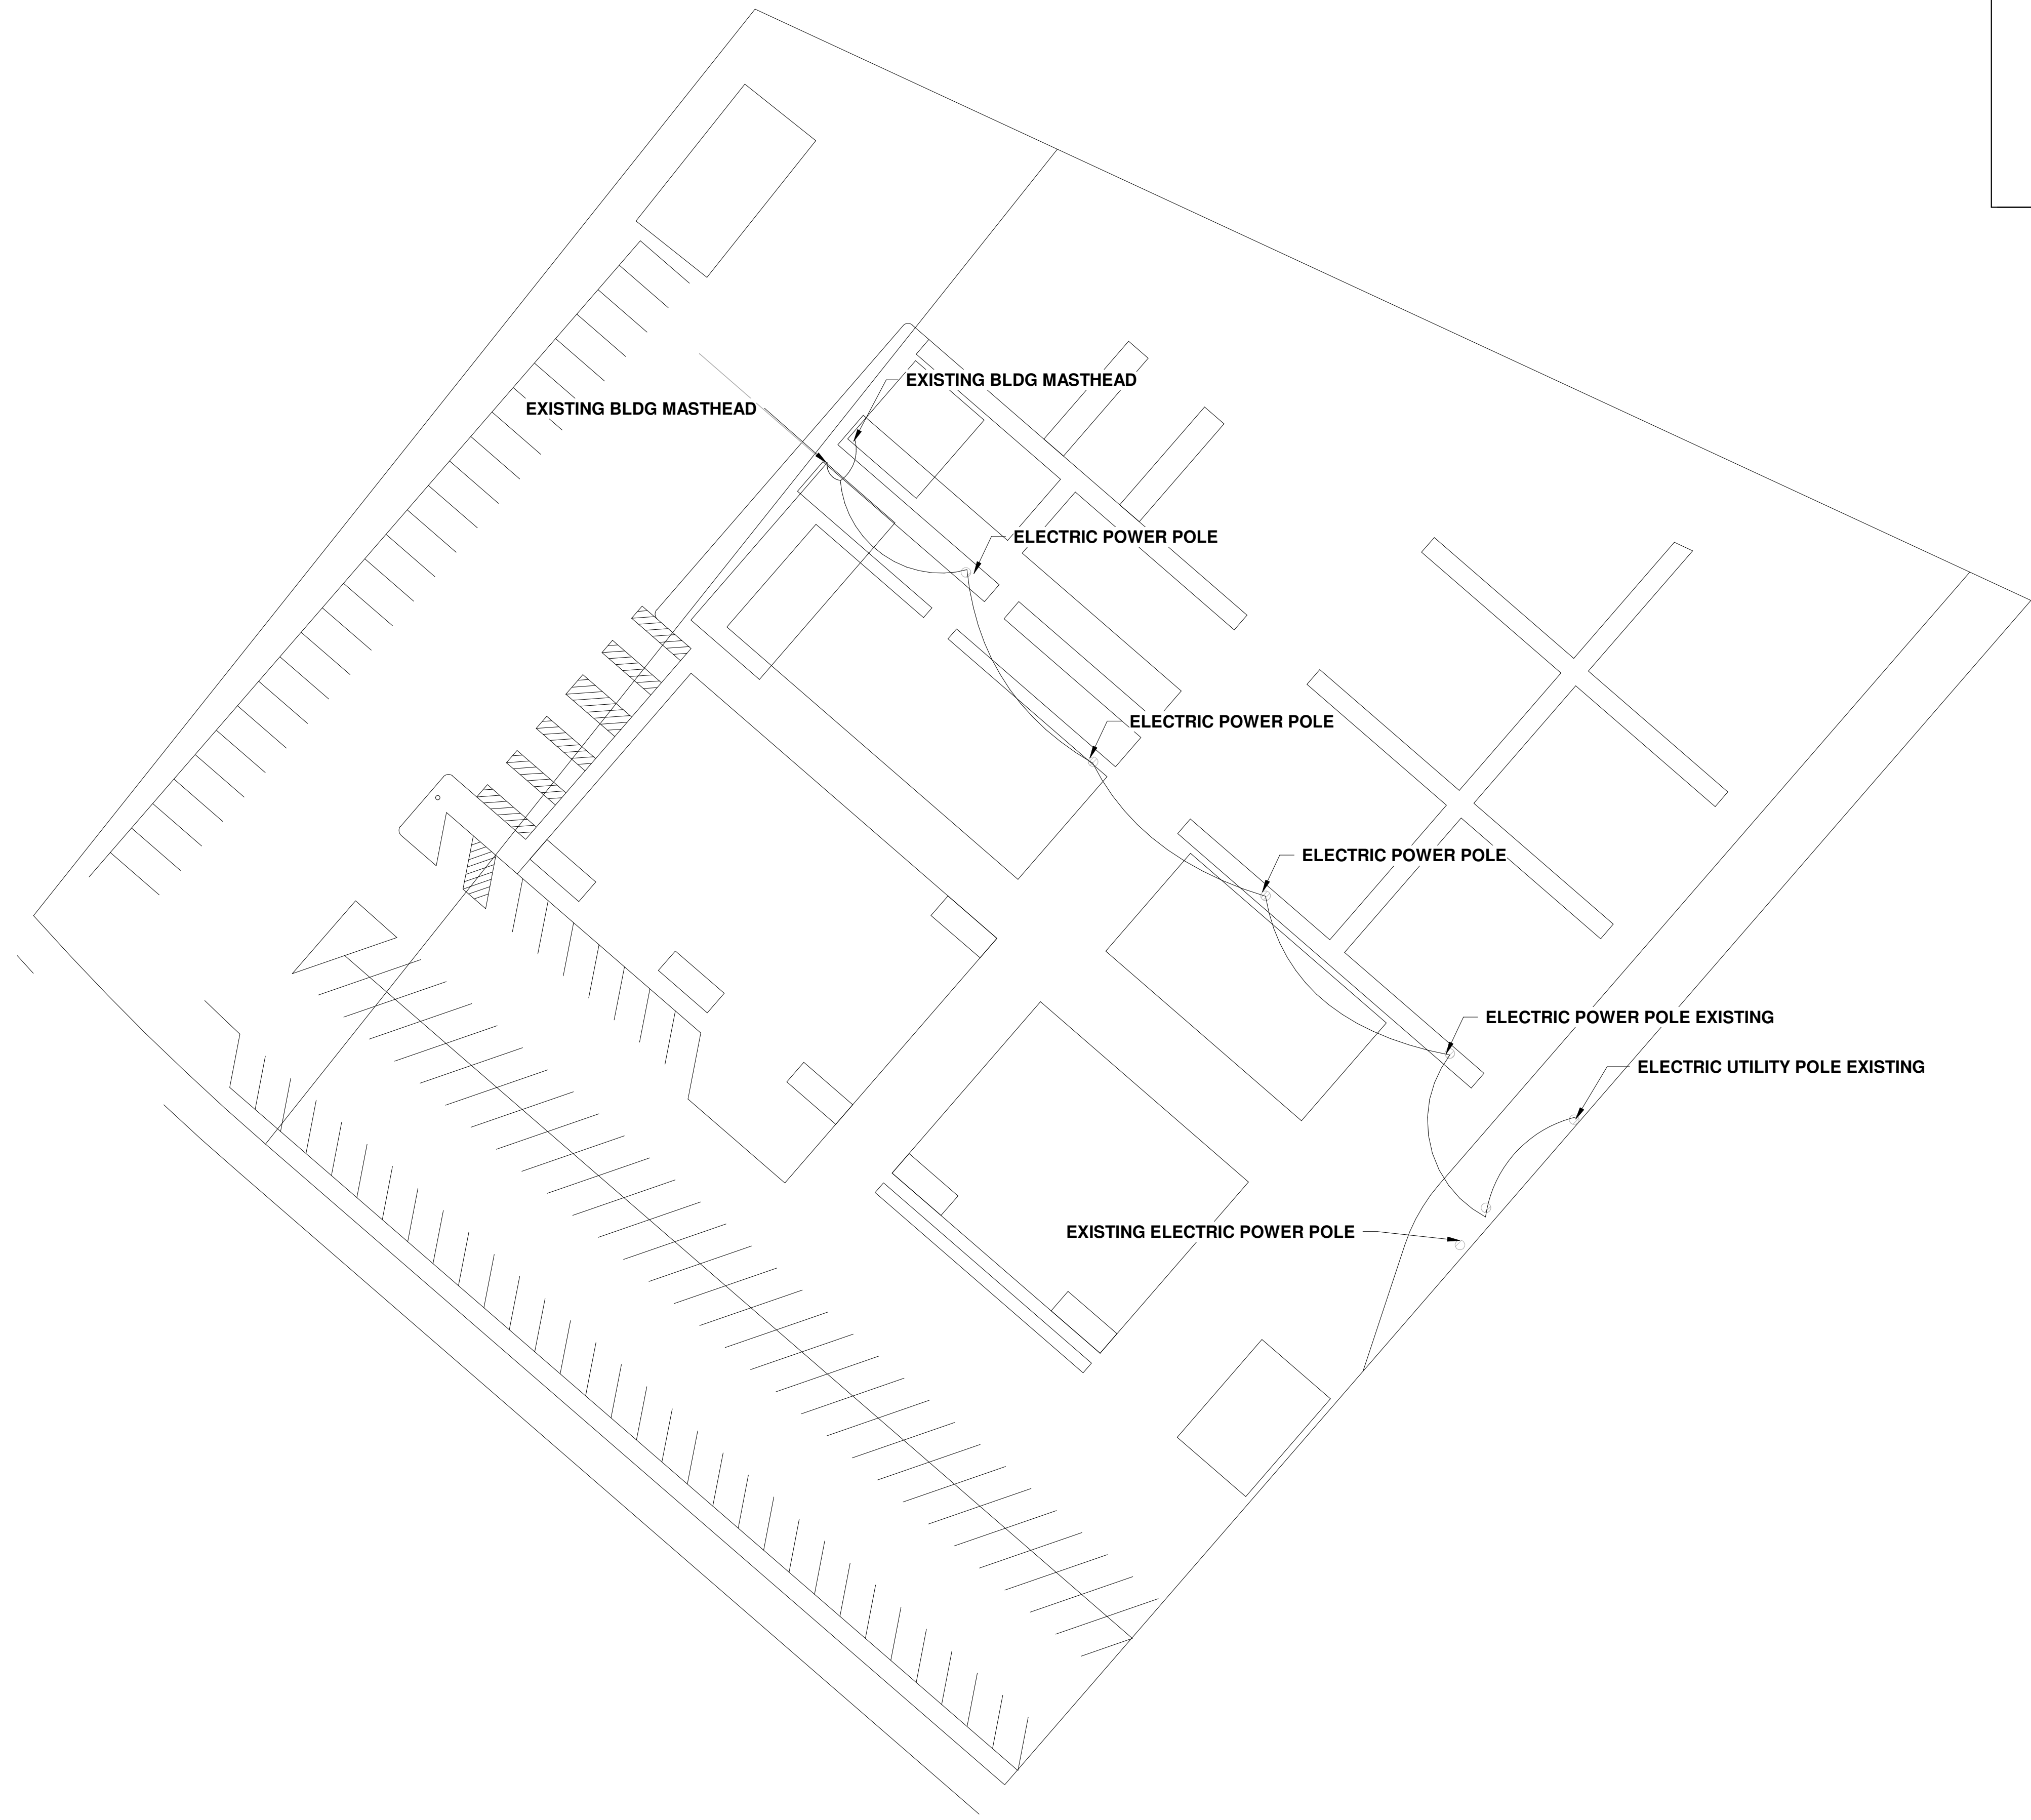 EXISTING BLDG MASTHEAD
EXISTING BLDG MASTHEAD
ELECTRIC POWER POLE
ELECTRIC POWER POLE
ELECTRIC POWER POLE
ELECTRIC POWER POLE EXISTING
ELECTRIC UTILITY POLE EXISTING
EXISTING ELECTRIC POWER POLE